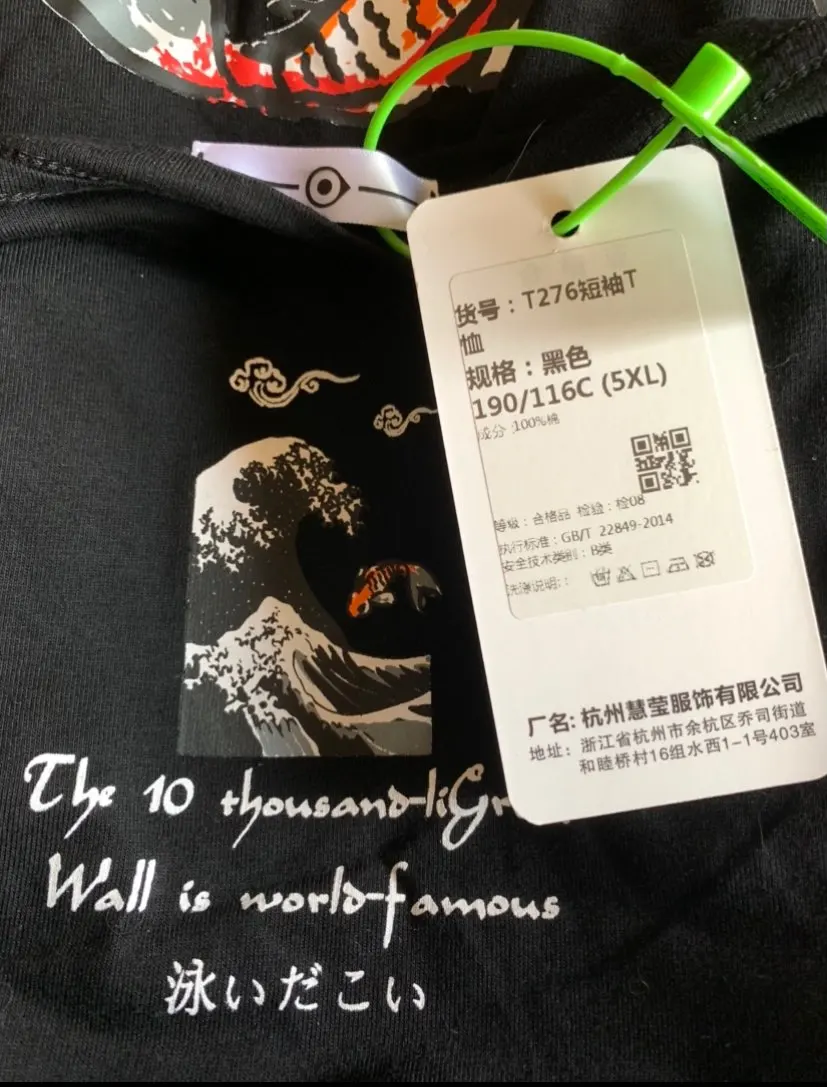 货号：T276短袖T
恤
规格：黑色
190/116C (5XL)
成分 :100%棉
等级：合格品 检验：检08
执行标准：GB/T 22849-2014
安全技术类别：B类
洗涤说明：:
厂名: 杭州慧莹服饰有限公司
地址：浙江省杭州市余杭区乔司街道
和睦桥村16组水西1-1号403室
The 10 thousand-liGr
Wall is world-famous
泳いだこい